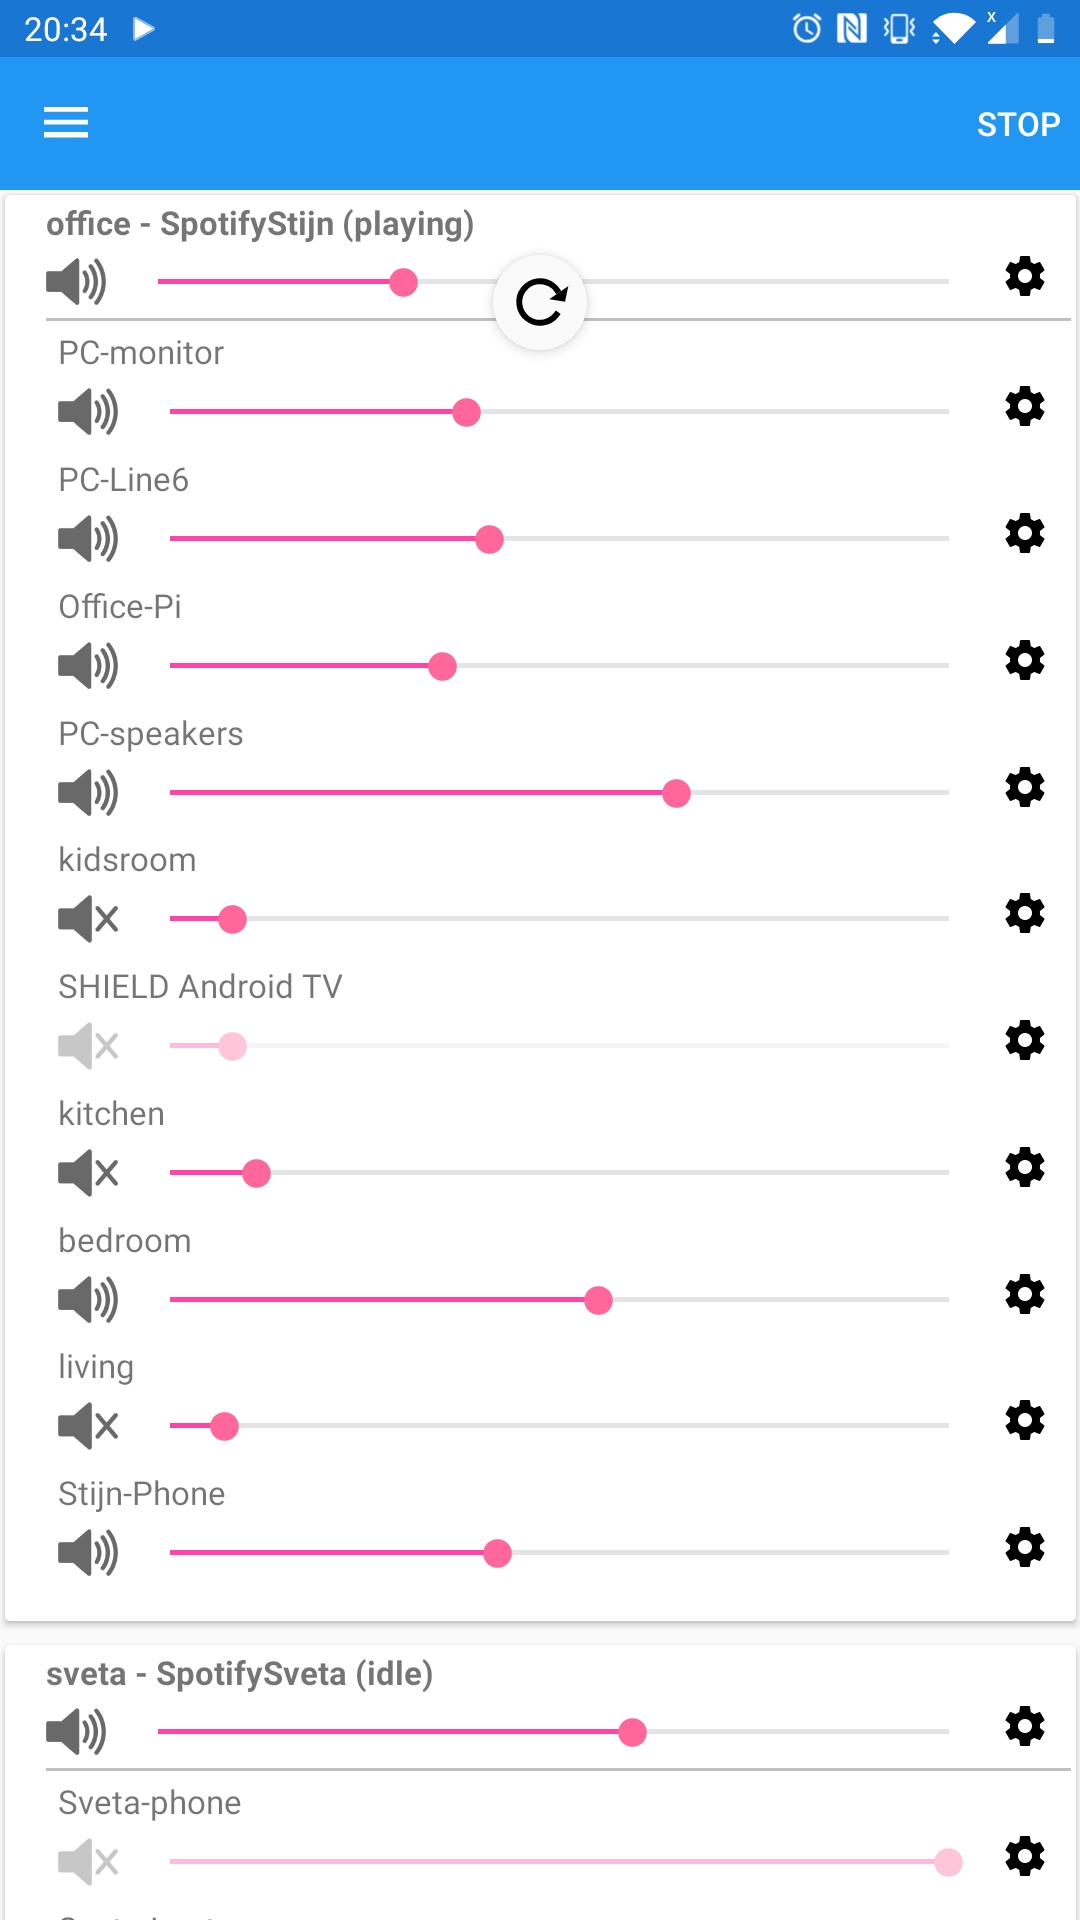 20:34
STOP
office - SpotifyStijn (playing)
PC-monitor
PC-Line6
Office-Pi
PC-speakers
kidsroom
SHIELD Android TV
kitchen
bedroom
living
Stijn-Phone
sveta - SpotifySveta (idle)
Sveta-phone